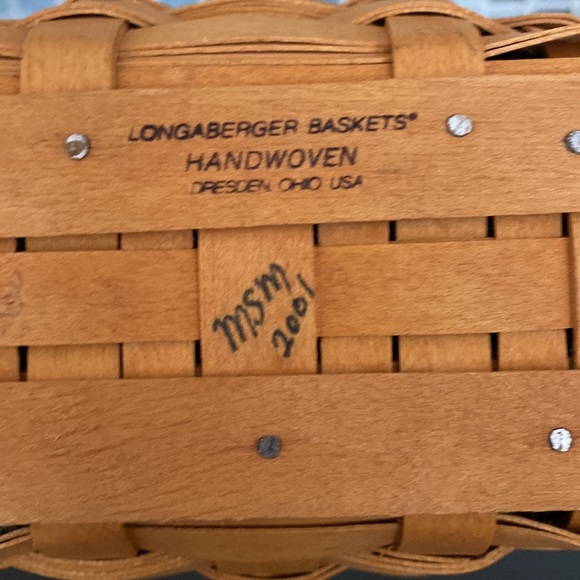 LONGABERGER BASKETS®
HANDWOVEN
DRESDEN, OHIO USA
MSM
2001